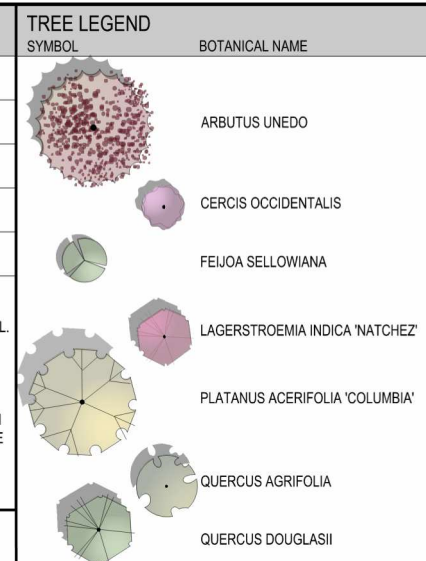 TREE LEGEND
SYMBOL BOTANICAL NAME
ARBUTUS UNEDO
CERCIS OCCIDENTALIS
FEIJOA SELLOWIANA
LAGERSTROEMIA INDICA 'NATCHEZ'
L.
PLATANUS ACERIFOLIA 'COLUMBIA'
E
QUERCUS AGRIFOLIA
QUERCUS DOUGLASII